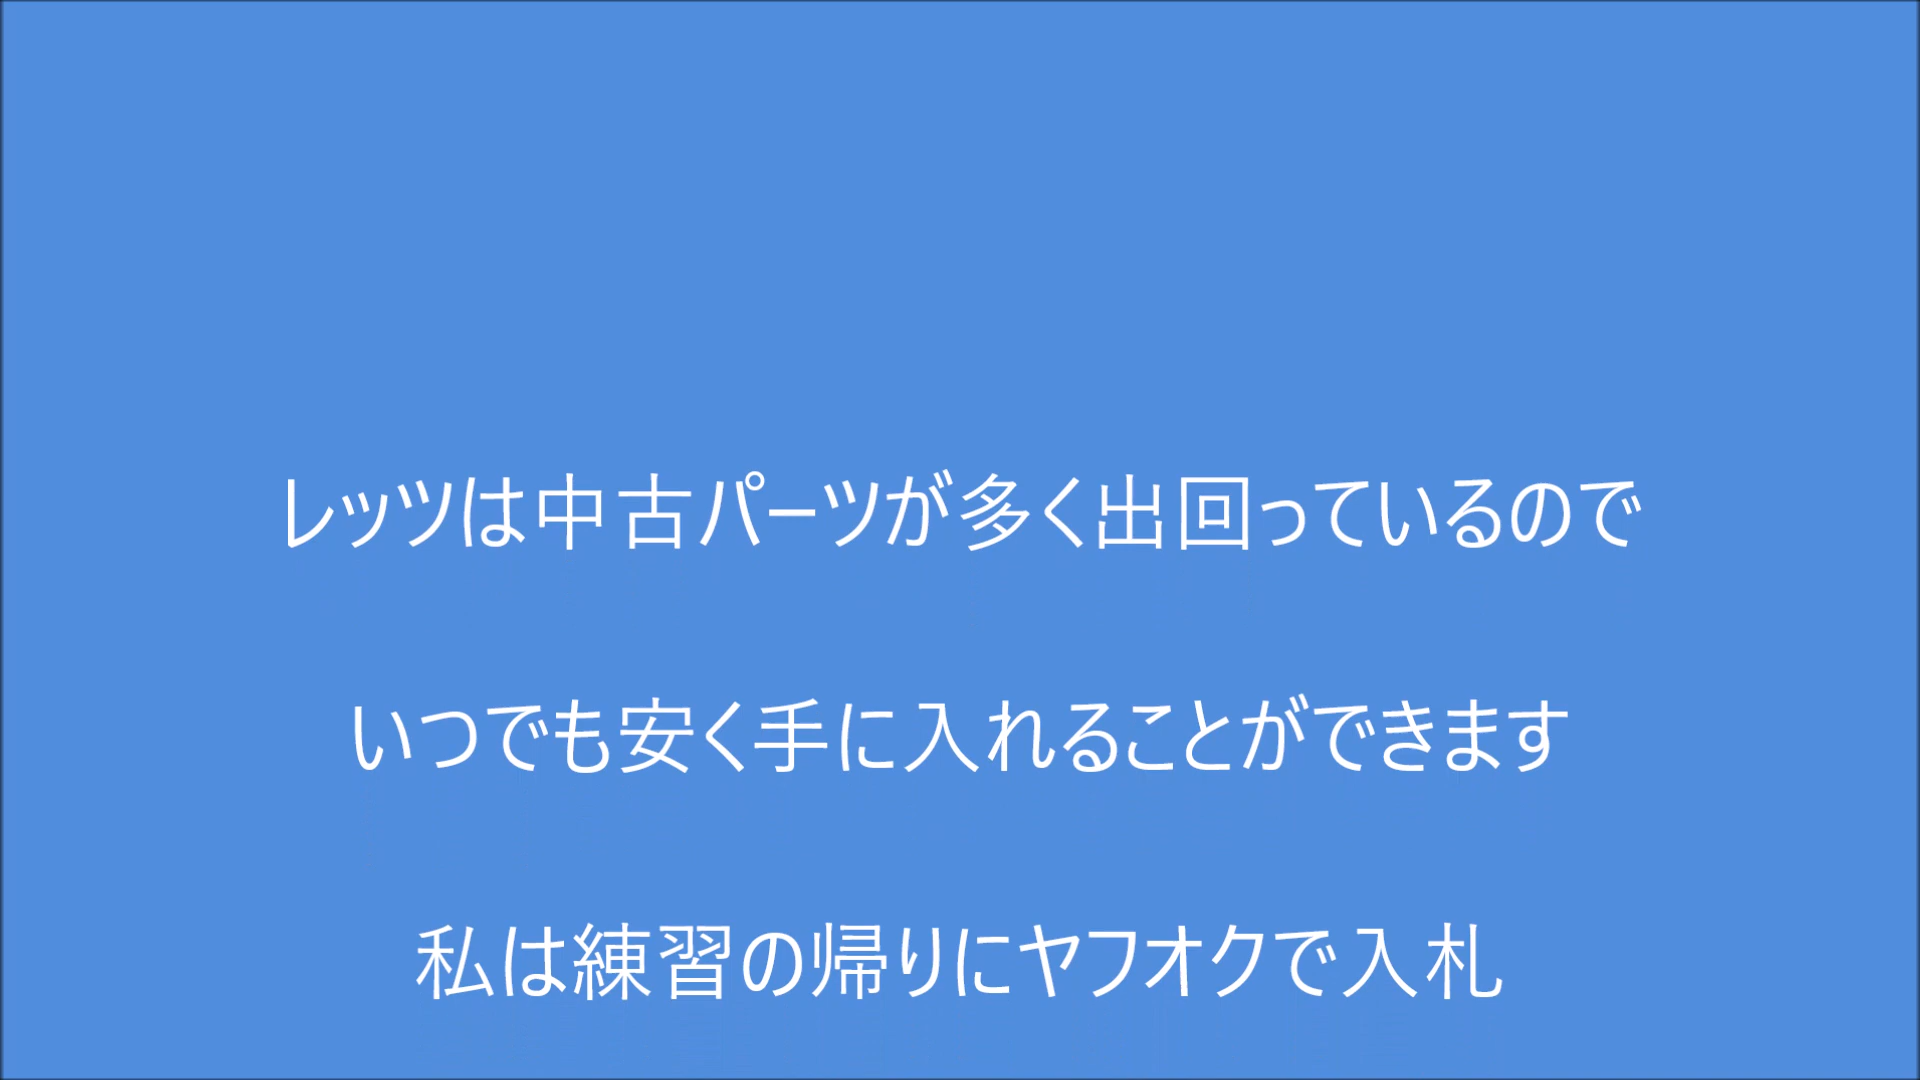 レッツは中古パーツが多く出回っているので
いつでも安く手に入れることができます
私は練習の帰りにヤフオクで入札